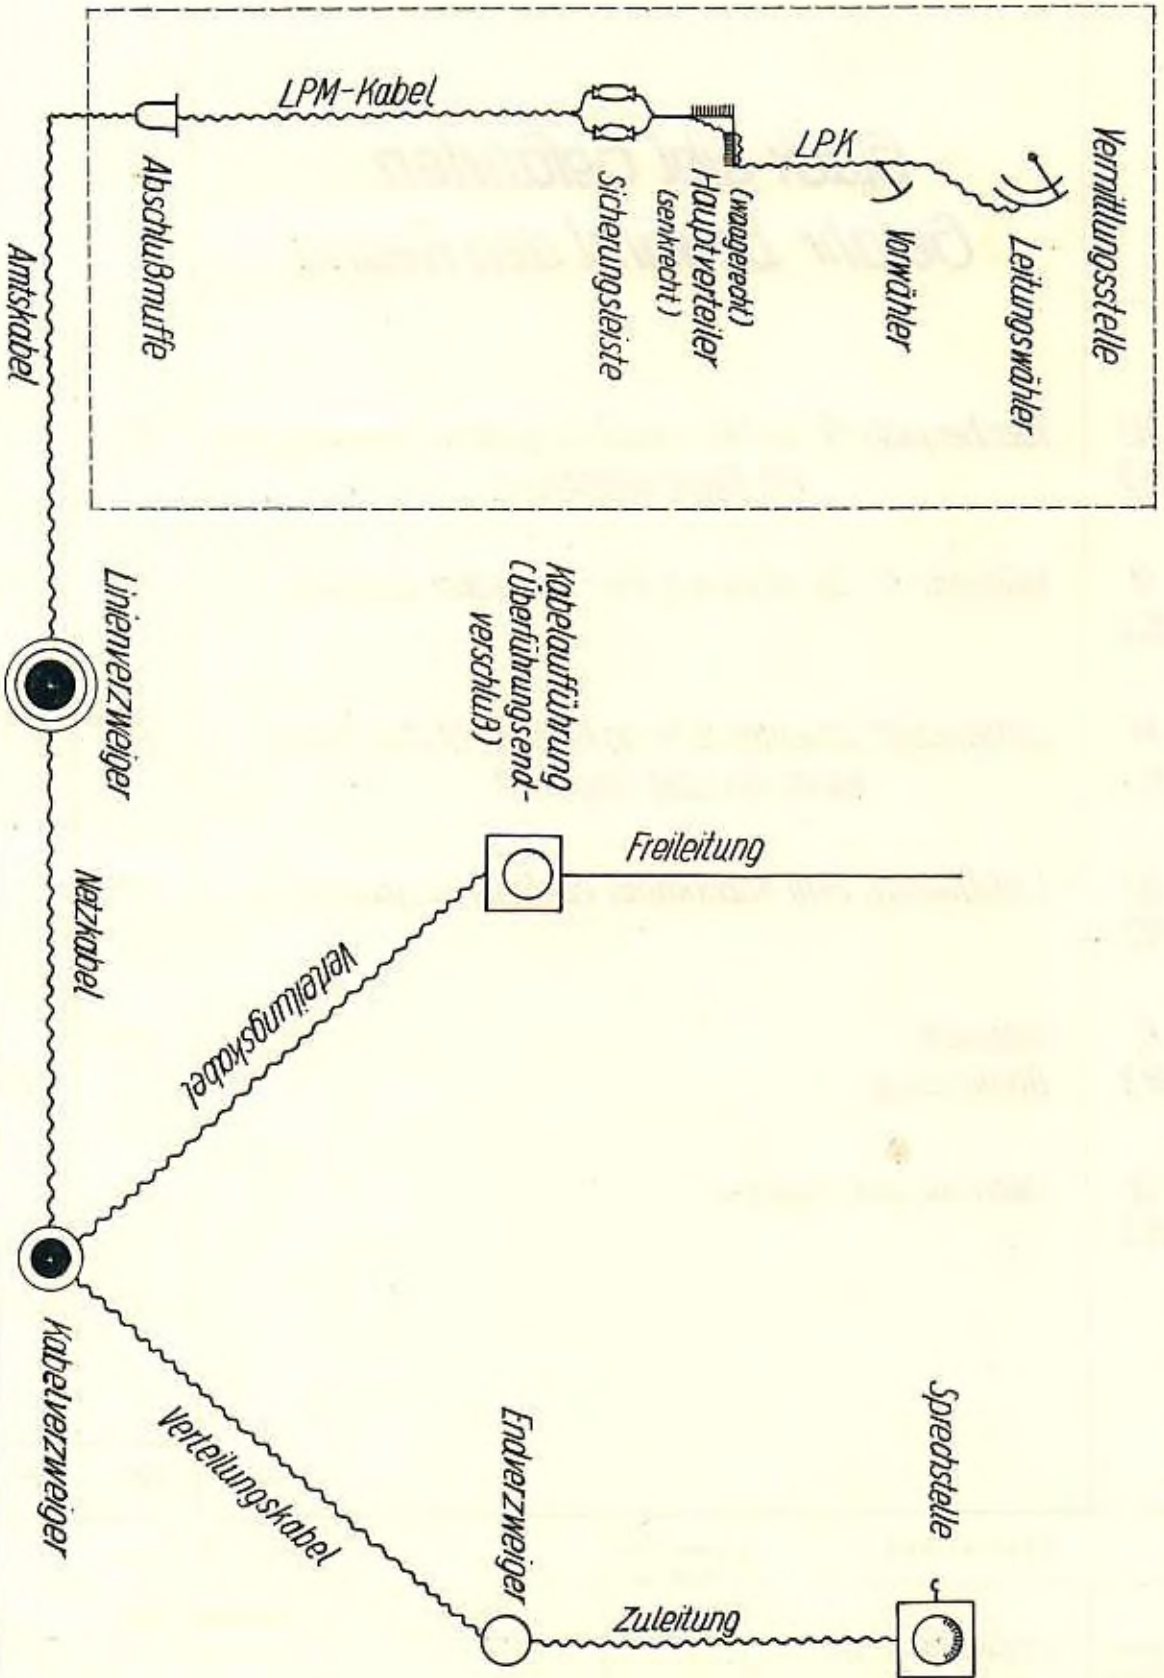 Vermittlungsstelle
Leitungswähler
Vorwähler
LPK
(waagerecht)
Hauptverteiler
(senkrecht)
Sicherungsleiste
LPM-Kabel
Abschlußmuffe
Amtskabel
Linienverzweiger
Netzkabel
Kabelaufführung
(Überführungsend-
verschluß)
Freileitung
Verteilungskabel
Kabelverzweiger
Verteilungskabel
Endverzweiger
Zuleitung
Sprechstelle